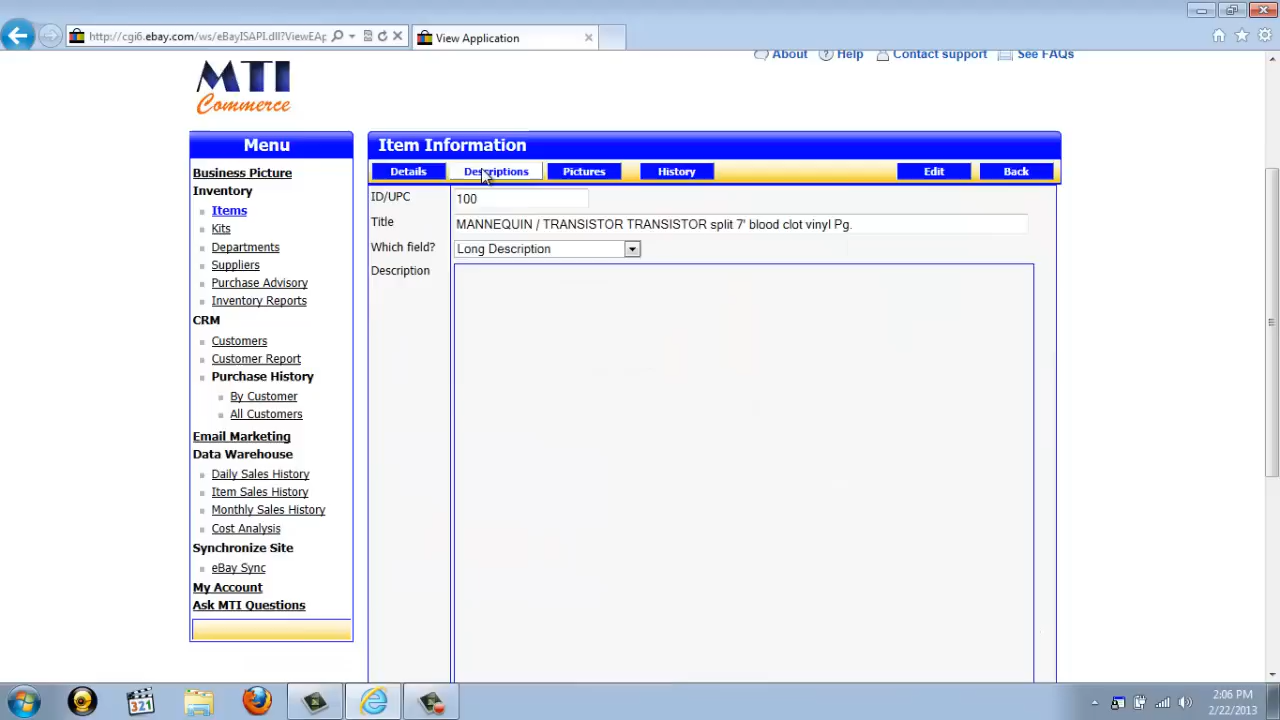 http://cgi6.ebay.com/ws/eBayISAPI.dll?ViewEAp
View Application
About
Help
Contact support
See FAQs
MTI
Commerce
Menu
Business Picture
Inventory
Items
Kits
Departments
Suppliers
Purchase Advisory
Inventory Reports
CRM
Customers
Customer Report
Purchase History
By Customer
All Customers
Email Marketing
Data Warehouse
Daily Sales History
Item Sales History
Monthly Sales History
Cost Analysis
Synchronize Site
eBay Sync
My Account
Ask MTI Questions
Item Information
Details
Descriptions
Pictures
History
Edit
Back
ID/UPC
100
Title
MANNEQUIN / TRANSISTOR TRANSISTOR split 7' blood clot vinyl Pg.
Which field?
Long Description
Description
321
2:06 PM
2/22/2013